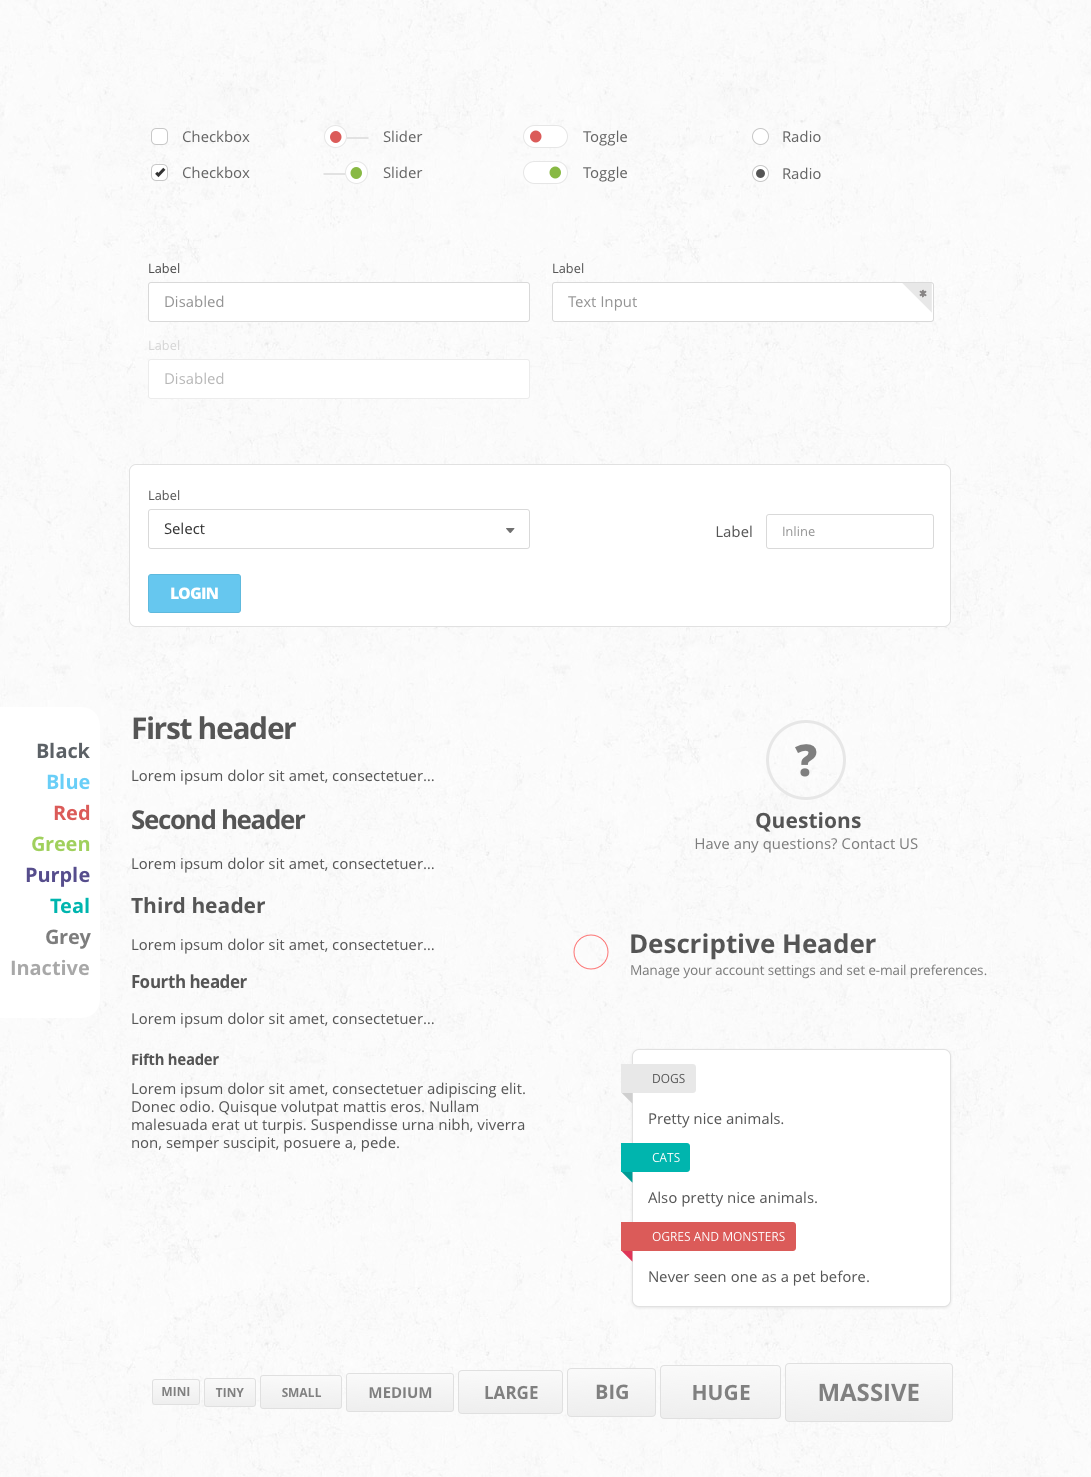 Checkbox
Slider
Toggle
Radio
Checkbox
Slider
Toggle
Radio
Label
Label
Disabled
Text Input
*
Label
Disabled
Label
Select
Label
Inline
LOGIN
Black
Blue
Red
Green
Purple
Teal
Grey
Inactive
First header
Lorem ipsum dolor sit amet, consectetuer...
Second header
Lorem ipsum dolor sit amet, consectetuer...
Third header
Lorem ipsum dolor sit amet, consectetuer...
Fourth header
Lorem ipsum dolor sit amet, consectetuer...
Fifth header
Lorem ipsum dolor sit amet, consectetuer adipiscing elit.
Donec odio. Quisque volutpat mattis eros. Nullam
malesuada erat ut turpis. Suspendisse urna nibh, viverra
non, semper suscipit, posuere a, pede.
?
Questions
Have any questions? Contact US
Descriptive Header
Manage your account settings and set e-mail preferences.
DOGS
Pretty nice animals.
CATS
Also pretty nice animals.
OGRES AND MONSTERS
Never seen one as a pet before.
MINI
TINY
SMALL
MEDIUM
LARGE
BIG
HUGE
MASSIVE